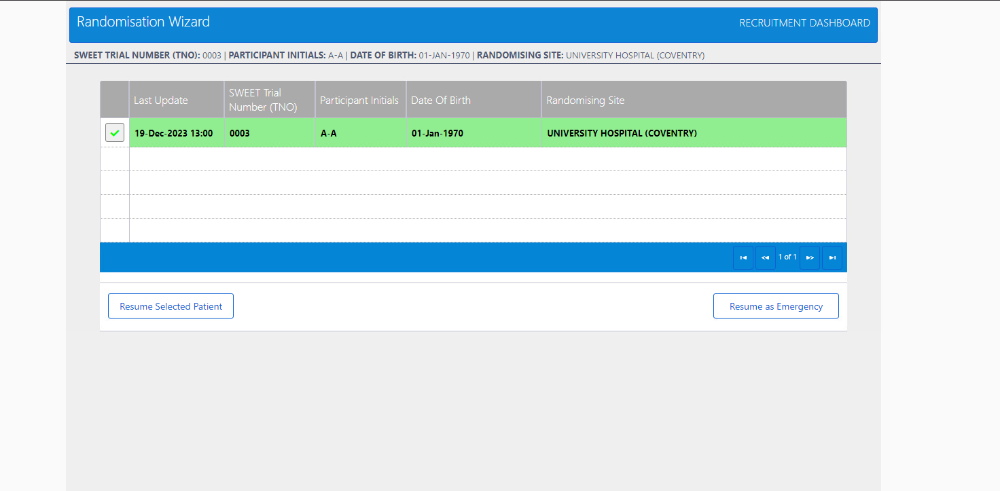 Randomisation Wizard RECRUITMENT DASHBOARD
SWEET TRIAL NUMBER (TNO): 0003 | PARTICIPANT INITIALS: A-A | DATE OF BIRTH: 01-JAN-1970 | RANDOMISING SITE: UNIVERSITY HOSPITAL (COVENTRY)
Last Update SWEET Trial Number (TNO) Participant Initials Date Of Birth Randomising Site
19-Dec-2023 13:00 0003 A-A 01-Jan-1970 UNIVERSITY HOSPITAL (COVENTRY)
1 of 1
Resume Selected Patient Resume as Emergency